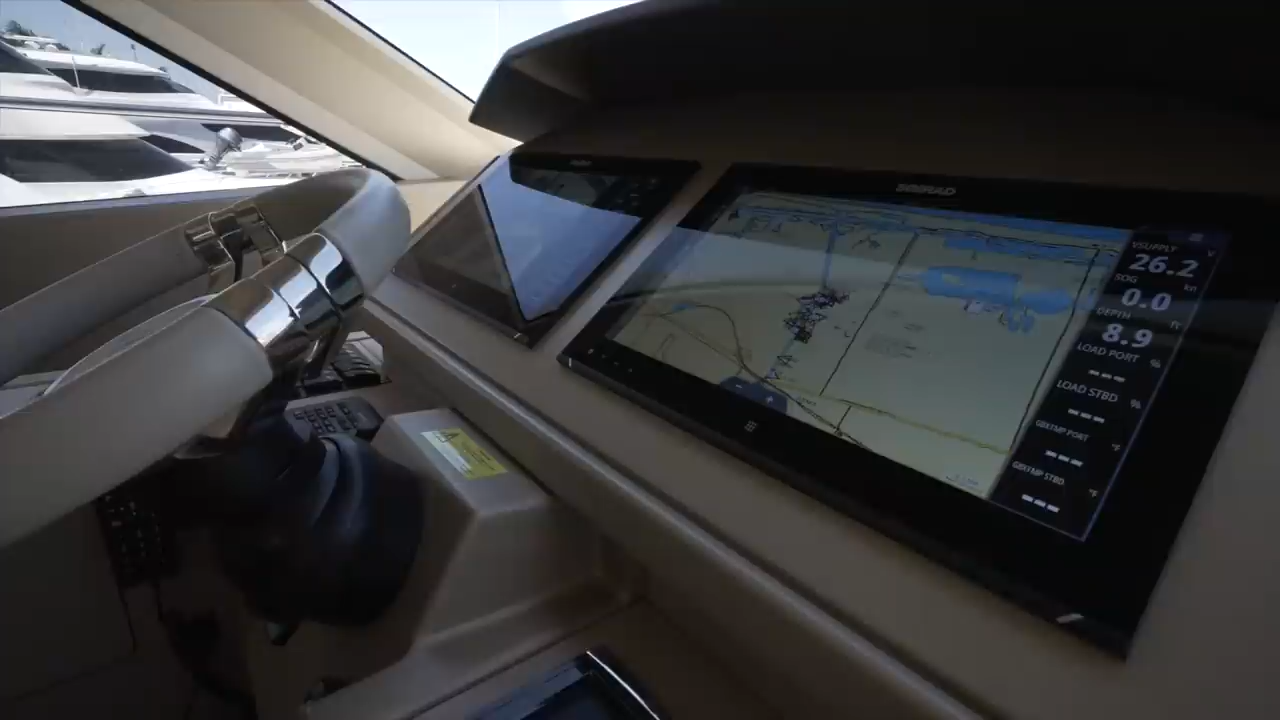 SIMRAD
VSUPPLY
V
26.2
SOG
kn
0.0
DEPTH
ft
8.9
LOAD PORT
%
---
LOAD STBD
%
---
GBXTMP PORT
°F
---
GBXTMP STBD
°F
---